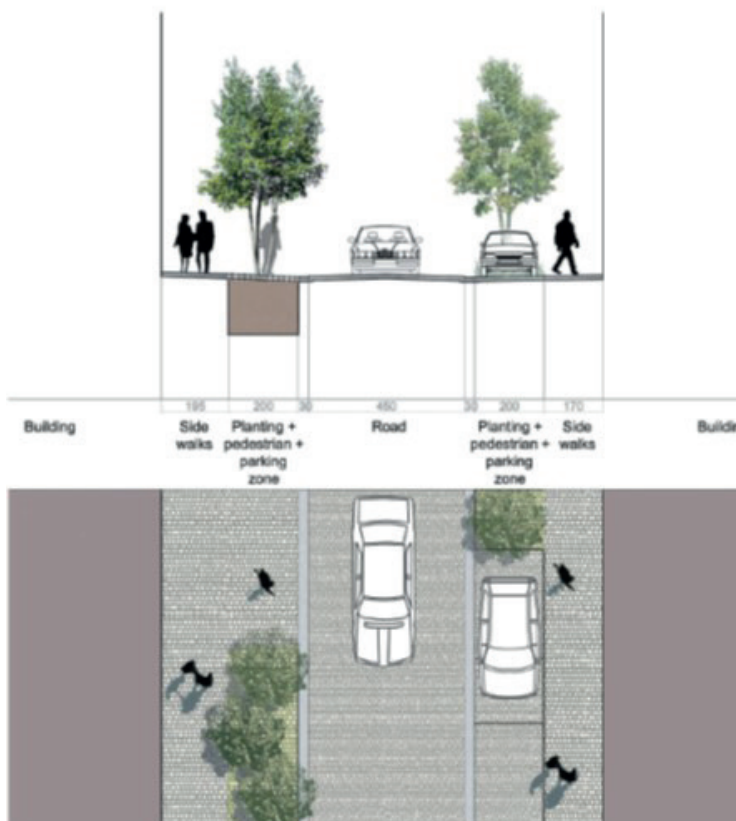 195 200 30 450 30 200 170
Building Side Planting + Road Planting + Side Buildi
walks pedestrian + pedestrian + walks
parking parking
zone zone